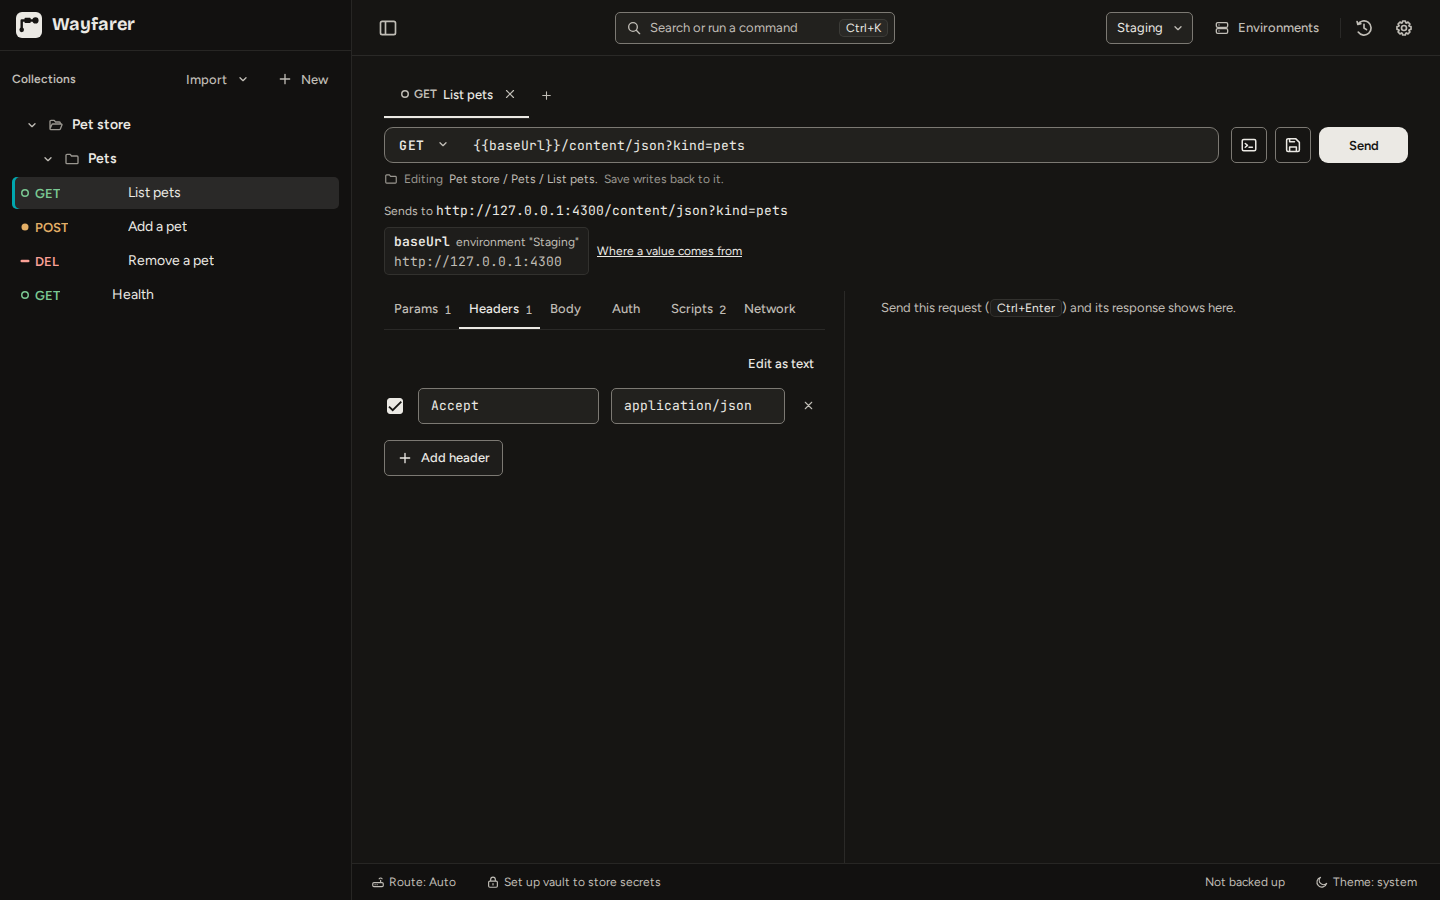 Wayfarer
Search or run a command Ctrl+K
Staging
Environments
Collections
Import
New
GET List pets
Pet store
Pets
GET List pets
POST Add a pet
DEL Remove a pet
GET Health
GET {{baseUrl}}/content/json?kind=pets
Send
Editing Pet store / Pets / List pets. Save writes back to it.
Sends to http://127.0.0.1:4300/content/json?kind=pets
baseUrl environment "Staging"
http://127.0.0.1:4300
Where a value comes from
Params 1 Headers 1 Body Auth Scripts 2 Network
Edit as text
Accept application/json
Add header
Send this request (Ctrl+Enter) and its response shows here.
Route: Auto
Set up vault to store secrets
Not backed up
Theme: system